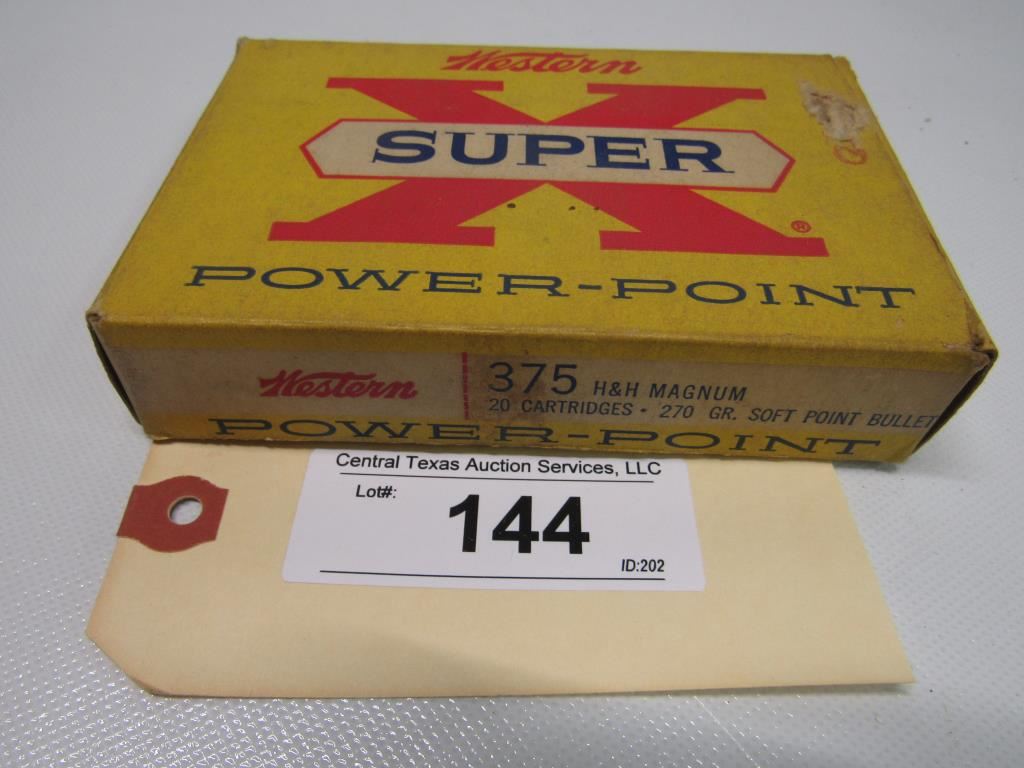 Western
X
SUPER
®
POWER-POINT
Western
375 H&H MAGNUM
20 CARTRIDGES · 270 GR. SOFT POINT BULLET
POWER-POINT
Central Texas Auction Services, LLC
Lot#:
144
ID:202